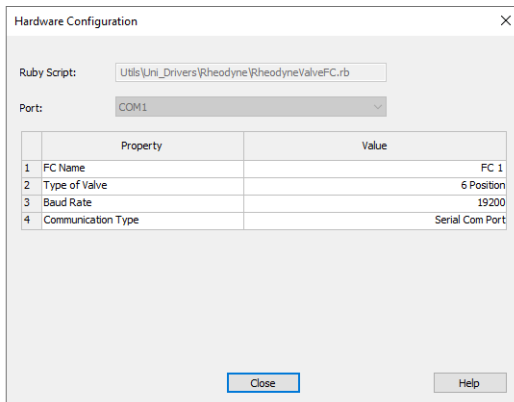 Hardware Configuration
Ruby Script: Utils\Uni_Drivers\Rheodyne\RheodyneValveFC.rb
Port: COM1
Property Value
1 FC Name FC 1
2 Type of Valve 6 Position
3 Baud Rate 19200
4 Communication Type Serial Com Port
Close Help